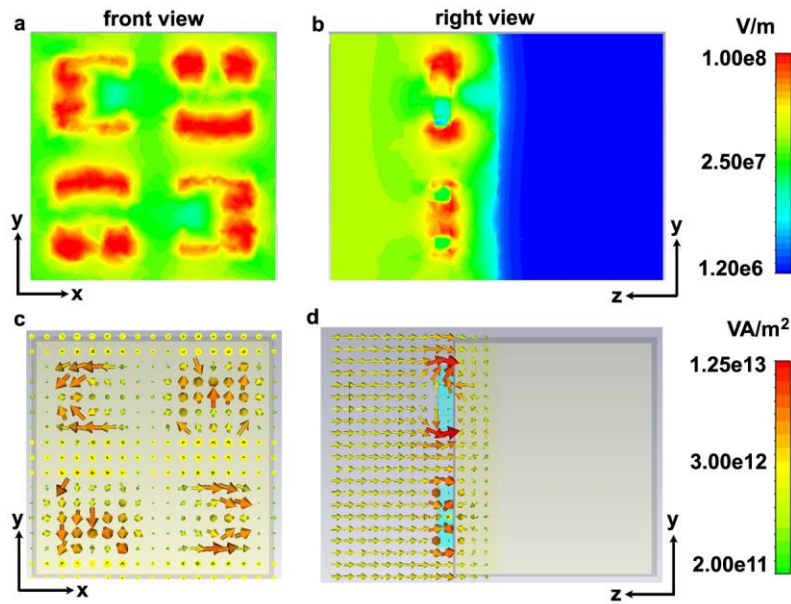 front view
right view
V/m
a
b
1.00e8
2.50e7
1.20e6
y
x
y
z
VA/m²
c
d
1.25e13
3.00e12
2.00e11
y
x
y
z